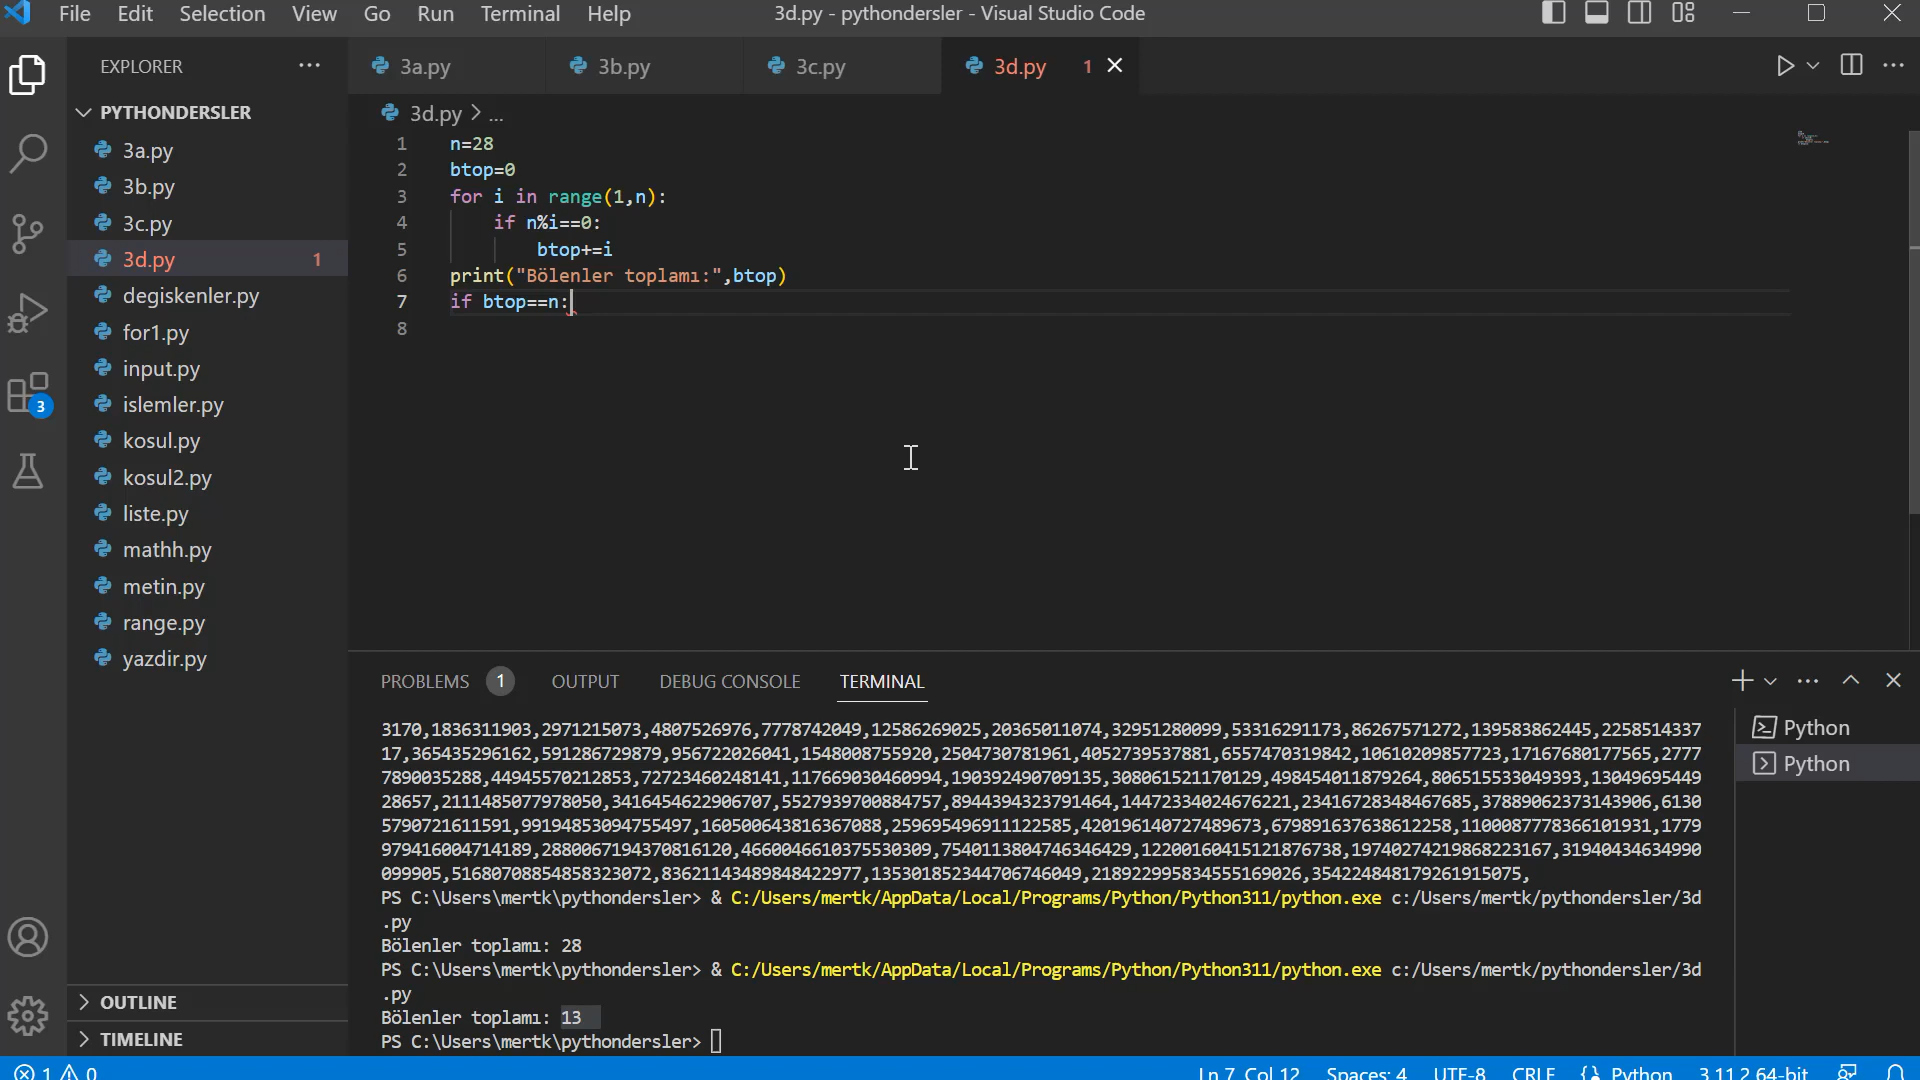 File Edit Selection View Go Run Terminal Help 3d.py - pythondersler - Visual Studio Code
EXPLORER
3a.py 3b.py 3c.py 3d.py 1
PYTHONDERSLER
3a.py
3b.py
3c.py
3d.py 1
degiskenler.py
for1.py
input.py
islemler.py
kosul.py
kosul2.py
liste.py
mathh.py
metin.py
range.py
yazdir.py
OUTLINE
TIMELINE
3
3d.py > ...
1 n=28
2 btop=0
3 for i in range(1,n):
4 if n%i==0:
5 btop+=i
6 print("Bölenler toplamı:",btop)
7 if btop==n:
8
PROBLEMS 1 OUTPUT DEBUG CONSOLE TERMINAL
3170,1836311903,2971215073,4807526976,7778742049,12586269025,20365011074,32951280099,53316291173,86267571272,139583862445,2258514337
17,365435296162,591286729879,956722026041,1548008755920,2504730781961,4052739537881,6557470319842,10610209857723,17167680177565,2777
7890035288,44945570212853,72723460248141,117669030460994,190392490709135,308061521170129,498454011879264,806515533049393,13049695449
28657,2111485077978050,3416454622906707,5527939700884757,8944394323791464,14472334024676221,23416728348467685,37889062373143906,6130
5790721611591,99194853094755497,160500643816367088,259695496911122585,420196140727489673,679891637638612258,1100087778366101931,1779
979416004714189,2880067194370816120,4660046610375530309,7540113804746346429,12200160415121876738,19740274219868223167,31940434634990
099905,51680708854858323072,83621143489848422977,135301852344706746049,218922995834555169026,354224848179261915075,
PS C:\Users\mertk\pythondersler> & C:/Users/mertk/AppData/Local/Programs/Python/Python311/python.exe c:/Users/mertk/pythondersler/3d
.py
Bölenler toplamı: 28
PS C:\Users\mertk\pythondersler> & C:/Users/mertk/AppData/Local/Programs/Python/Python311/python.exe c:/Users/mertk/pythondersler/3d
.py
Bölenler toplamı: 13
PS C:\Users\mertk\pythondersler>
Python
Python
1 0 Ln 7, Col 12 Spaces: 4 UTF-8 CRLF Python 3.11.2 64-bit